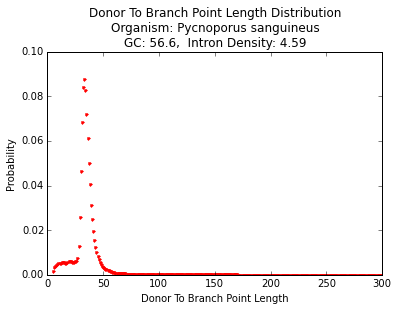 Donor To Branch Point Length Distribution
Organism: Pycnoporus sanguineus
GC: 56.6,  Intron Density: 4.59
0.10
0.08
0.06
0.04
0.02
0.00
Probability
0 50 100 150 200 250 300
Donor To Branch Point Length